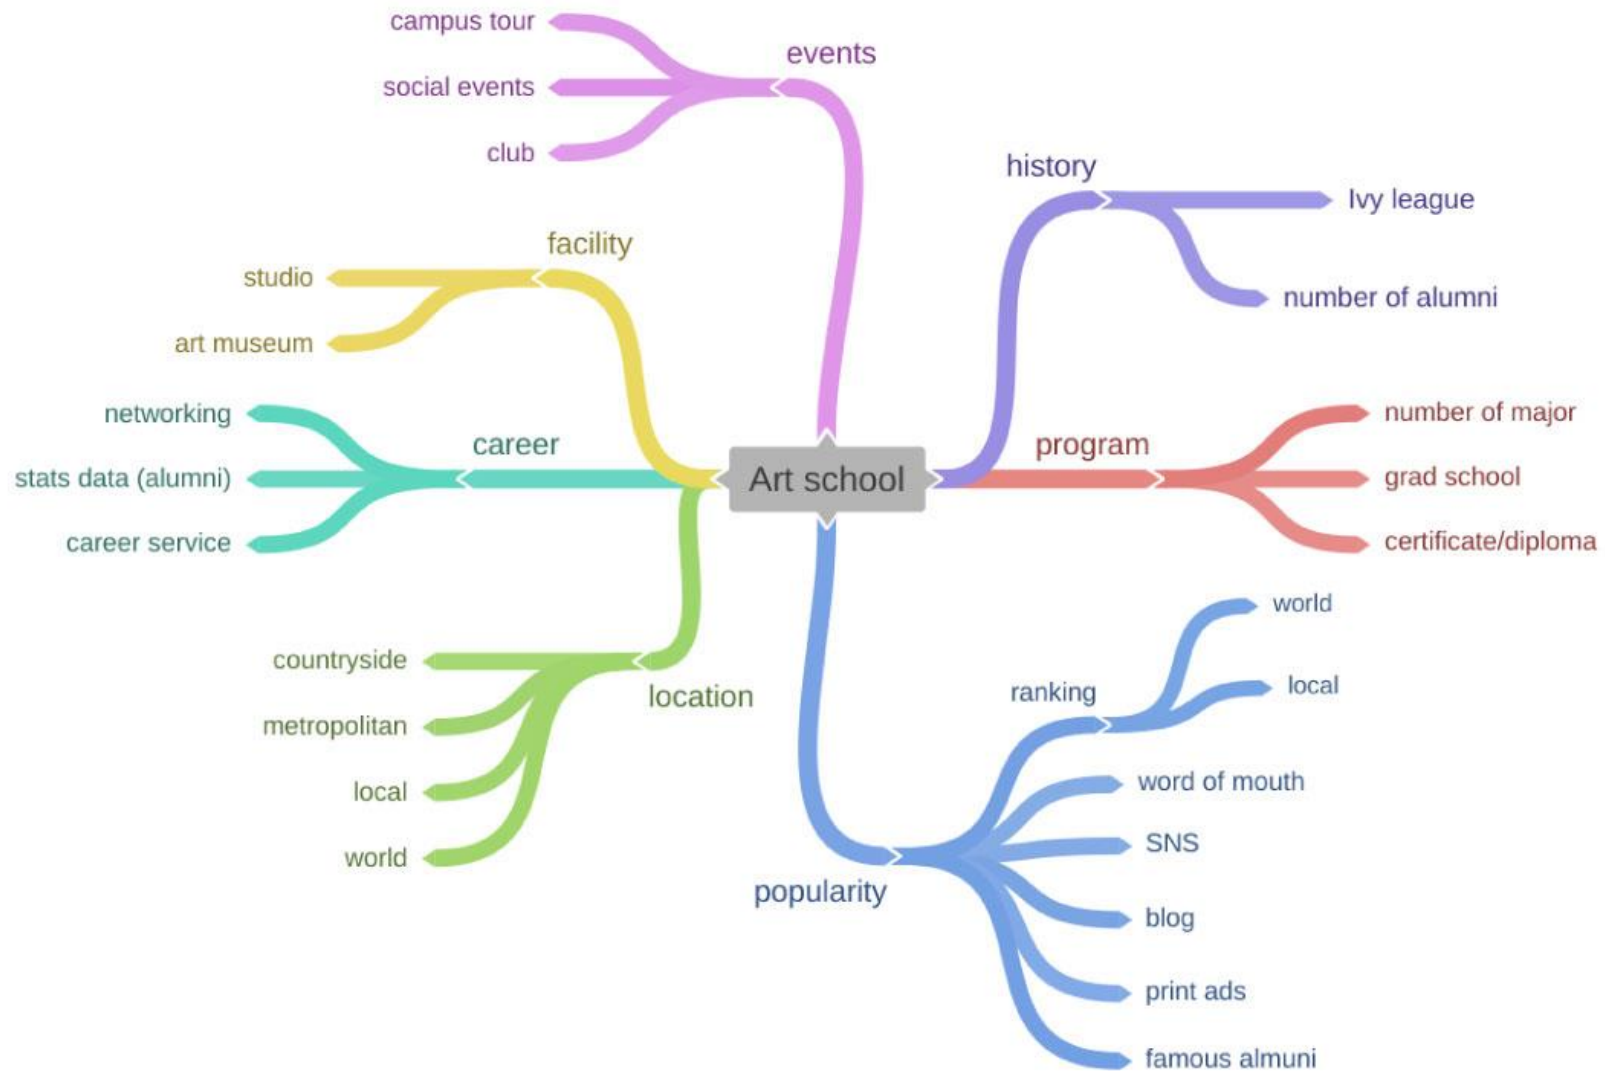 campus tour
events
social events
club
history
Ivy league
facility
studio
number of alumni
art museum
networking
career
stats data (alumni)
career service
Art school
program
number of major
grad school
certificate/diploma
countryside
location
metropolitan
local
world
world
ranking
local
word of mouth
SNS
popularity
blog
print ads
famous almuni